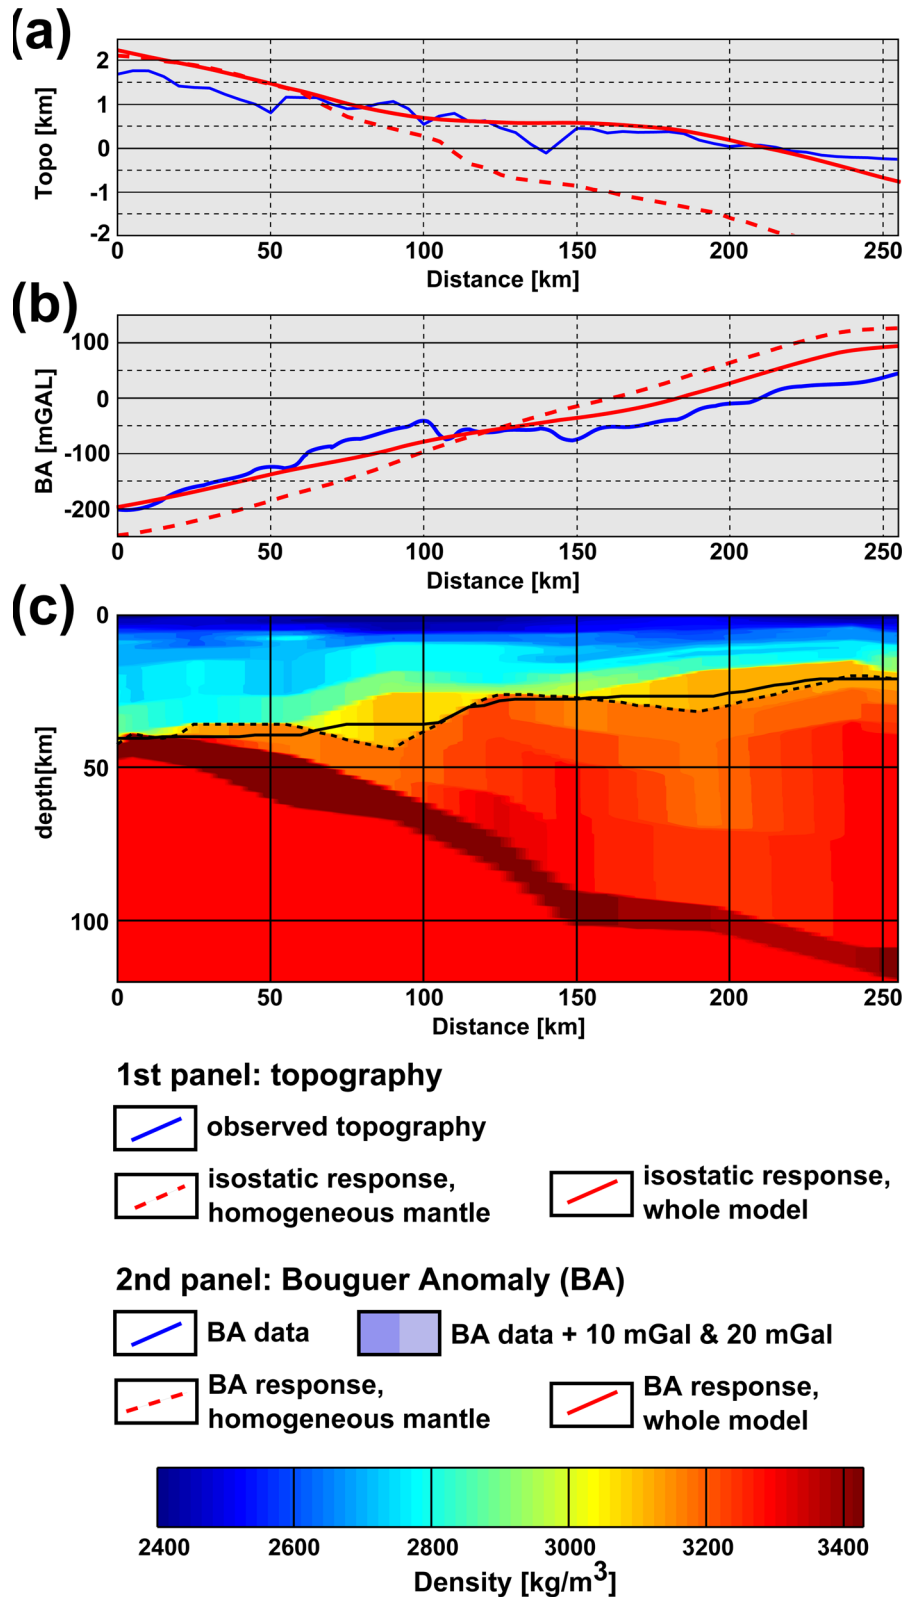 (a)
2
1
0
-1
-2
Topo [km]
0 50 100 150 200 250
Distance [km]
(b)
100
0
-100
-200
BA [mGAL]
0 50 100 150 200 250
Distance [km]
(c)
0
50
100
depth[km]
0 50 100 150 200 250
Distance [km]
1st panel: topography
observed topography
isostatic response, isostatic response,
homogeneous mantle whole model
2nd panel: Bouguer Anomaly (BA)
BA data BA data + 10 mGal & 20 mGal
BA response, BA response,
homogeneous mantle whole model
2400 2600 2800 3000 3200 3400
Density [kg/m³]